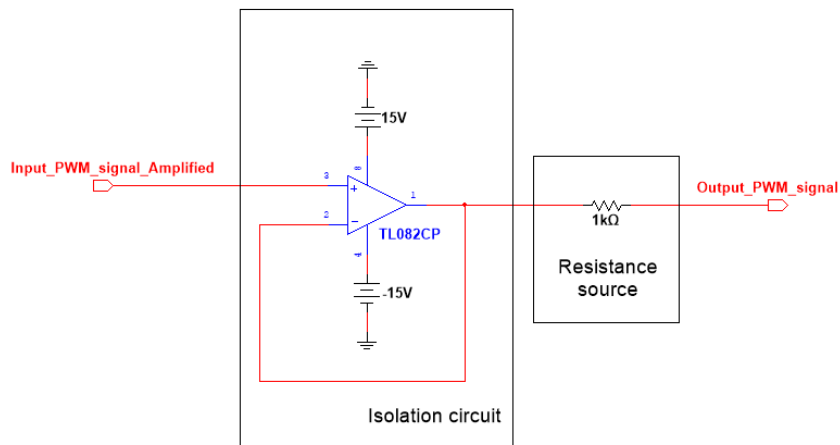 15V
Input_PWM_signal_Amplified
8
3
+
1
Output_PWM_signal
2
−
TL082CP
1kΩ
4
Resistance
source
-15V
Isolation circuit